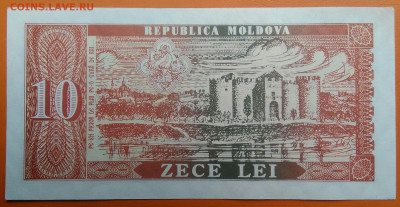 COINS.LAVE.RU
REPUBLICA MOLDOVA
10
ZECE LEI